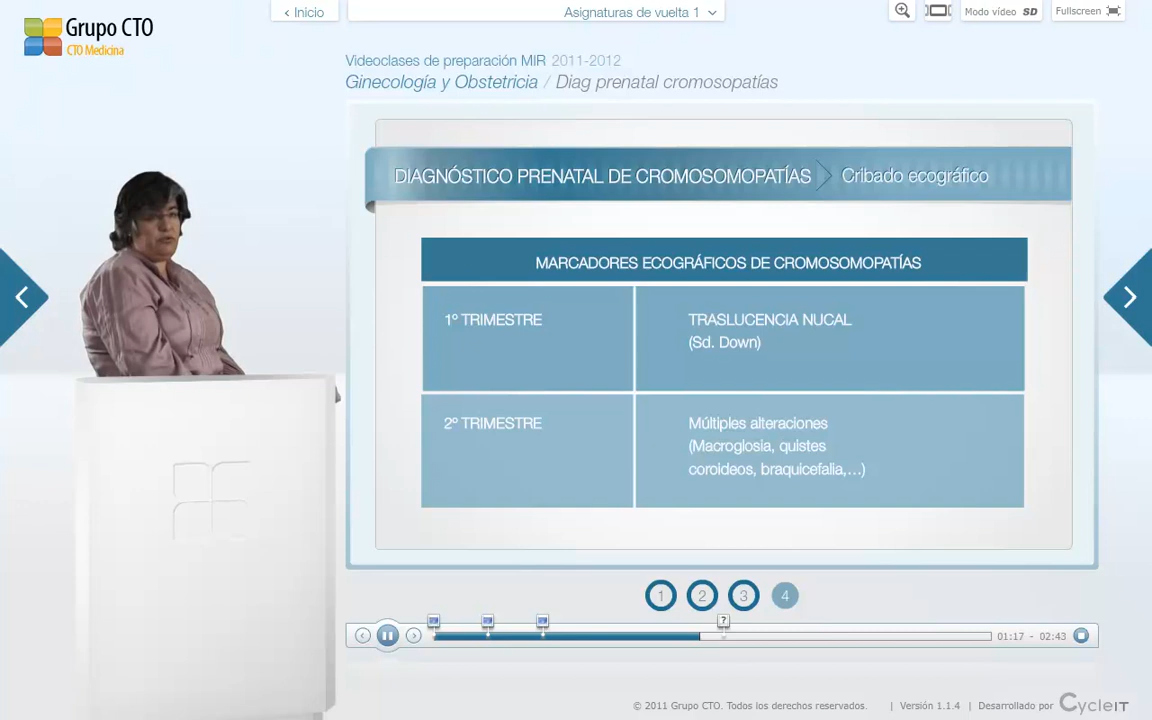 Grupo CTO
CTO Medicina
‹ Inicio
Asignaturas de vuelta 1
Modo vídeo SD
Fullscreen
Videoclases de preparación MIR 2011-2012
Ginecología y Obstetricia / Diag prenatal cromosopatías
DIAGNÓSTICO PRENATAL DE CROMOSOMOPATÍAS
Cribado ecográfico
MARCADORES ECOGRÁFICOS DE CROMOSOMOPATÍAS
1º TRIMESTRE
TRASLUCENCIA NUCAL
(Sd. Down)
2º TRIMESTRE
Múltiples alteraciones
(Macroglosia, quistes
coroideos, braquicefalia,...)
1 2 3 4
?
01:17 - 02:43
© 2011 Grupo CTO. Todos los derechos reservados. | Versión 1.1.4 | Desarrollado por CycleIT